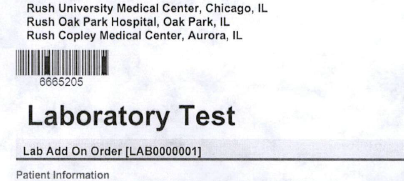 Rush University Medical Center, Chicago, IL
Rush Oak Park Hospital, Oak Park, IL
Rush Copley Medical Center, Aurora, IL
6665205
Laboratory Test
Lab Add On Order [LAB0000001]
Patient Information